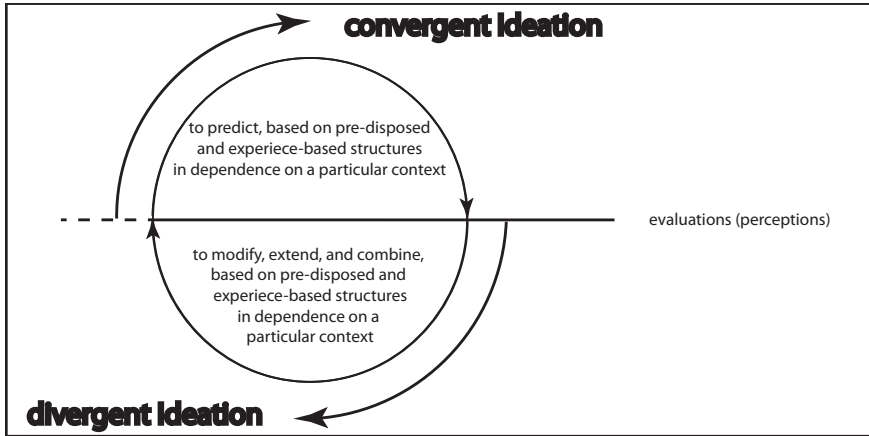 convergent Ideation
to predict, based on pre-disposed
and experiece-based structures
in dependence on a particular context
evaluations (perceptions)
to modify, extend, and combine,
based on pre-disposed and
experiece-based structures
in dependence on a
particular context
divergent Ideation